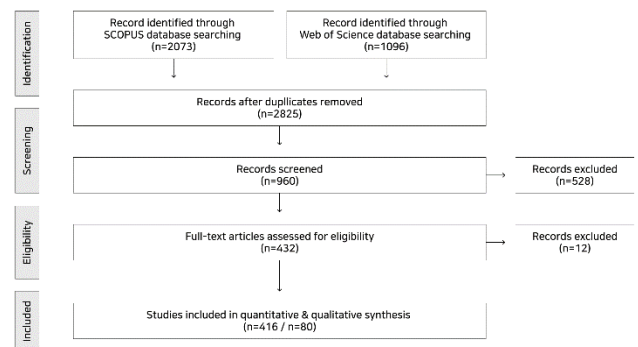 Identification
Record identified through
SCOPUS database searching
(n=2073)
Record identified through
Web of Science database searching
(n=1096)
Records after dupllicates removed
(n=2825)
Screening
Records screened
(n=960)
Records excluded
(n=528)
Eligibility
Full-text articles assessed for eligibility
(n=432)
Records excluded
(n=12)
Included
Studies included in quantitative & qualitative synthesis
(n=416 / n=80)